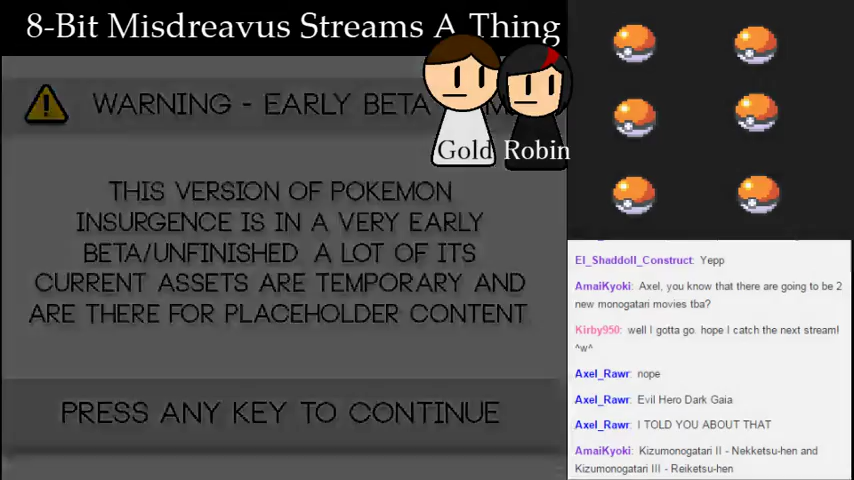 8-Bit Misdreavus Streams A Thing
WARNING - EARLY BETA
Gold Robin
THIS VERSION OF POKEMON
INSURGENCE IS IN A VERY EARLY
BETA/UNFINISHED A LOT OF ITS
CURRENT ASSETS ARE TEMPORARY AND
ARE THERE FOR PLACEHOLDER CONTENT
PRESS ANY KEY TO CONTINUE
El_Shaddoll_Construct: Yepp
AmaiKyoki: Axel, you know that there are going to be 2
new monogatari movies tba?
Kirby950: well I gotta go. hope I catch the next stream!
^w^
Axel_Rawr: nope
Axel_Rawr: Evil Hero Dark Gaia
Axel_Rawr: I TOLD YOU ABOUT THAT
AmaiKyoki: Kizumonogatari II - Nekketsu-hen and
Kizumonogatari III - Reiketsu-hen